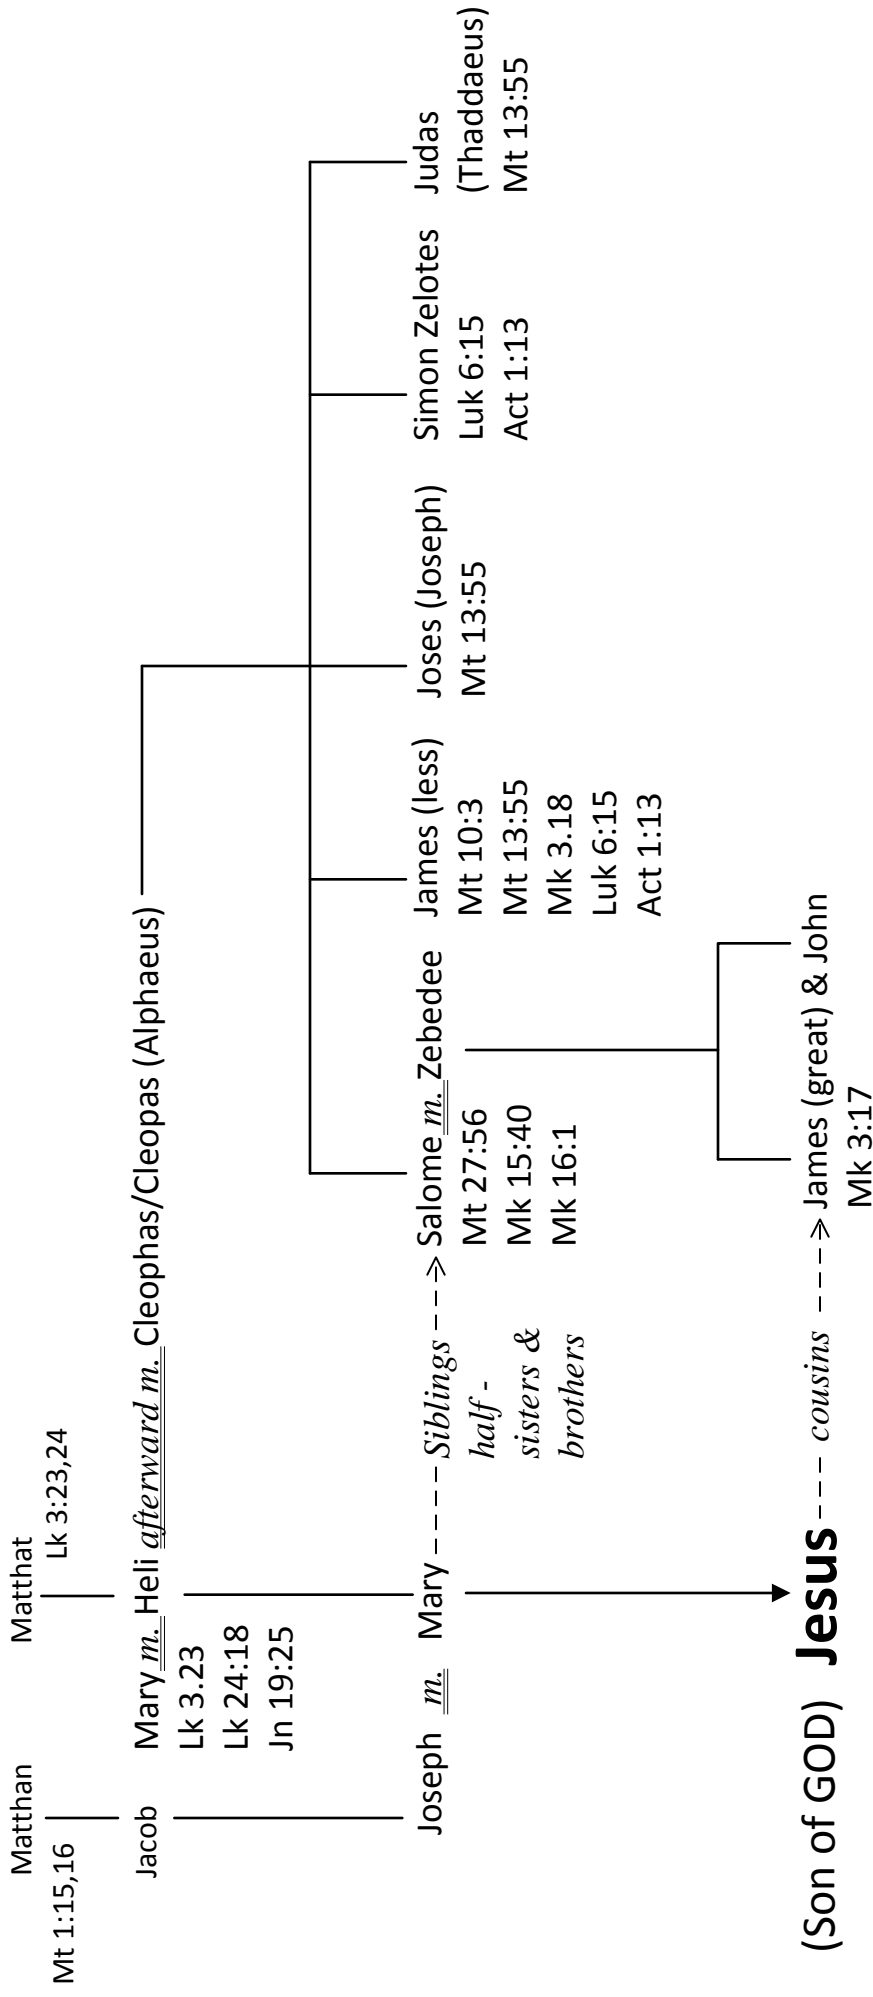 Matthan
Mt 1:15,16
Matthat
Lk 3:23,24
Jacob
Mary m. Heli afterward m. Cleophas/Cleopas (Alphaeus)
Lk 3.23
Lk 24:18
Jn 19:25
Joseph m. Mary
Siblings
half -
sisters &
brothers
Salome m. Zebedee
Mt 27:56
Mk 15:40
Mk 16:1
James (less)
Mt 10:3
Mt 13:55
Mk 3.18
Luk 6:15
Act 1:13
Joses (Joseph)
Mt 13:55
Simon Zelotes
Luk 6:15
Act 1:13
Judas
(Thaddaeus)
Mt 13:55
(Son of GOD) Jesus
cousins
James (great) & John
Mk 3:17